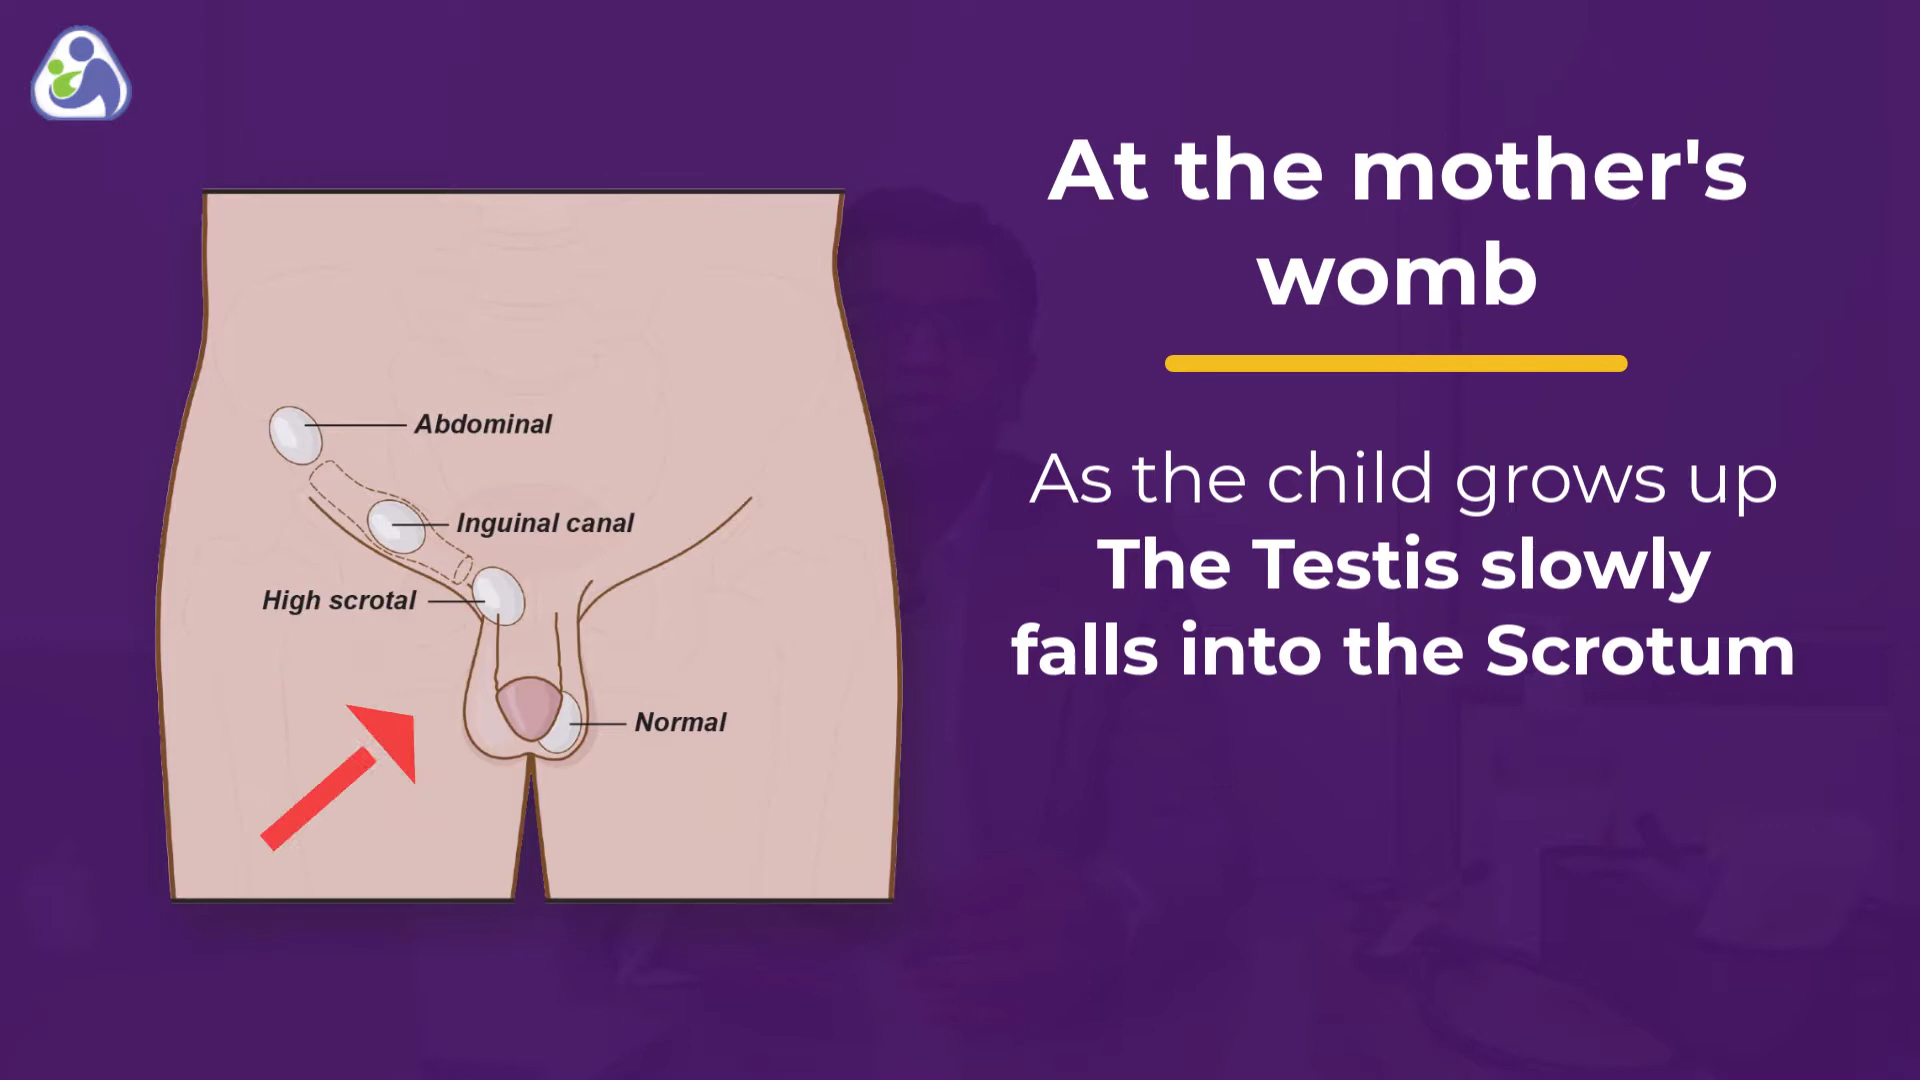 At the mother's
womb
As the child grows up
The Testis slowly
falls into the Scrotum
Abdominal
Inguinal canal
High scrotal
Normal